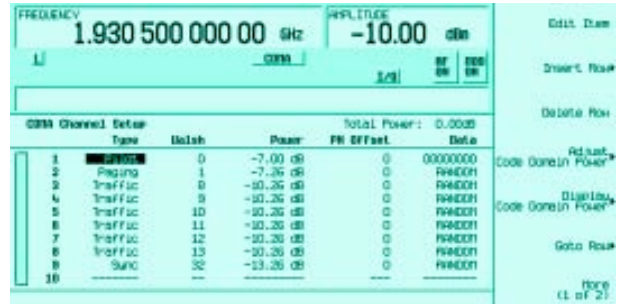 FREQUENCY
1.930 500 000 00 GHz
AMPLITUDE
-10.00 dBm
CDMA
RF ON
MOD ON
CDMA Channel Setup
Total Power: 0.00dB
Type Walsh Power PN Offset Data
1 Pilot 0 -7.00 dB 0 00000000
2 Paging 1 -7.26 dB 0 RANDOM
3 Traffic 8 -10.26 dB 0 RANDOM
4 Traffic 9 -10.26 dB 0 RANDOM
5 Traffic 10 -10.26 dB 0 RANDOM
6 Traffic 11 -10.26 dB 0 RANDOM
7 Traffic 12 -10.26 dB 0 RANDOM
8 Traffic 13 -10.26 dB 0 RANDOM
9 Sync 32 -13.26 dB 0 RANDOM
10 -------- -- -------- --- --------
Edit Item
Insert Row
Delete Row
Adjust
Code Domain Power
Display
Code Domain Power
Goto Row
More
(1 of 2)